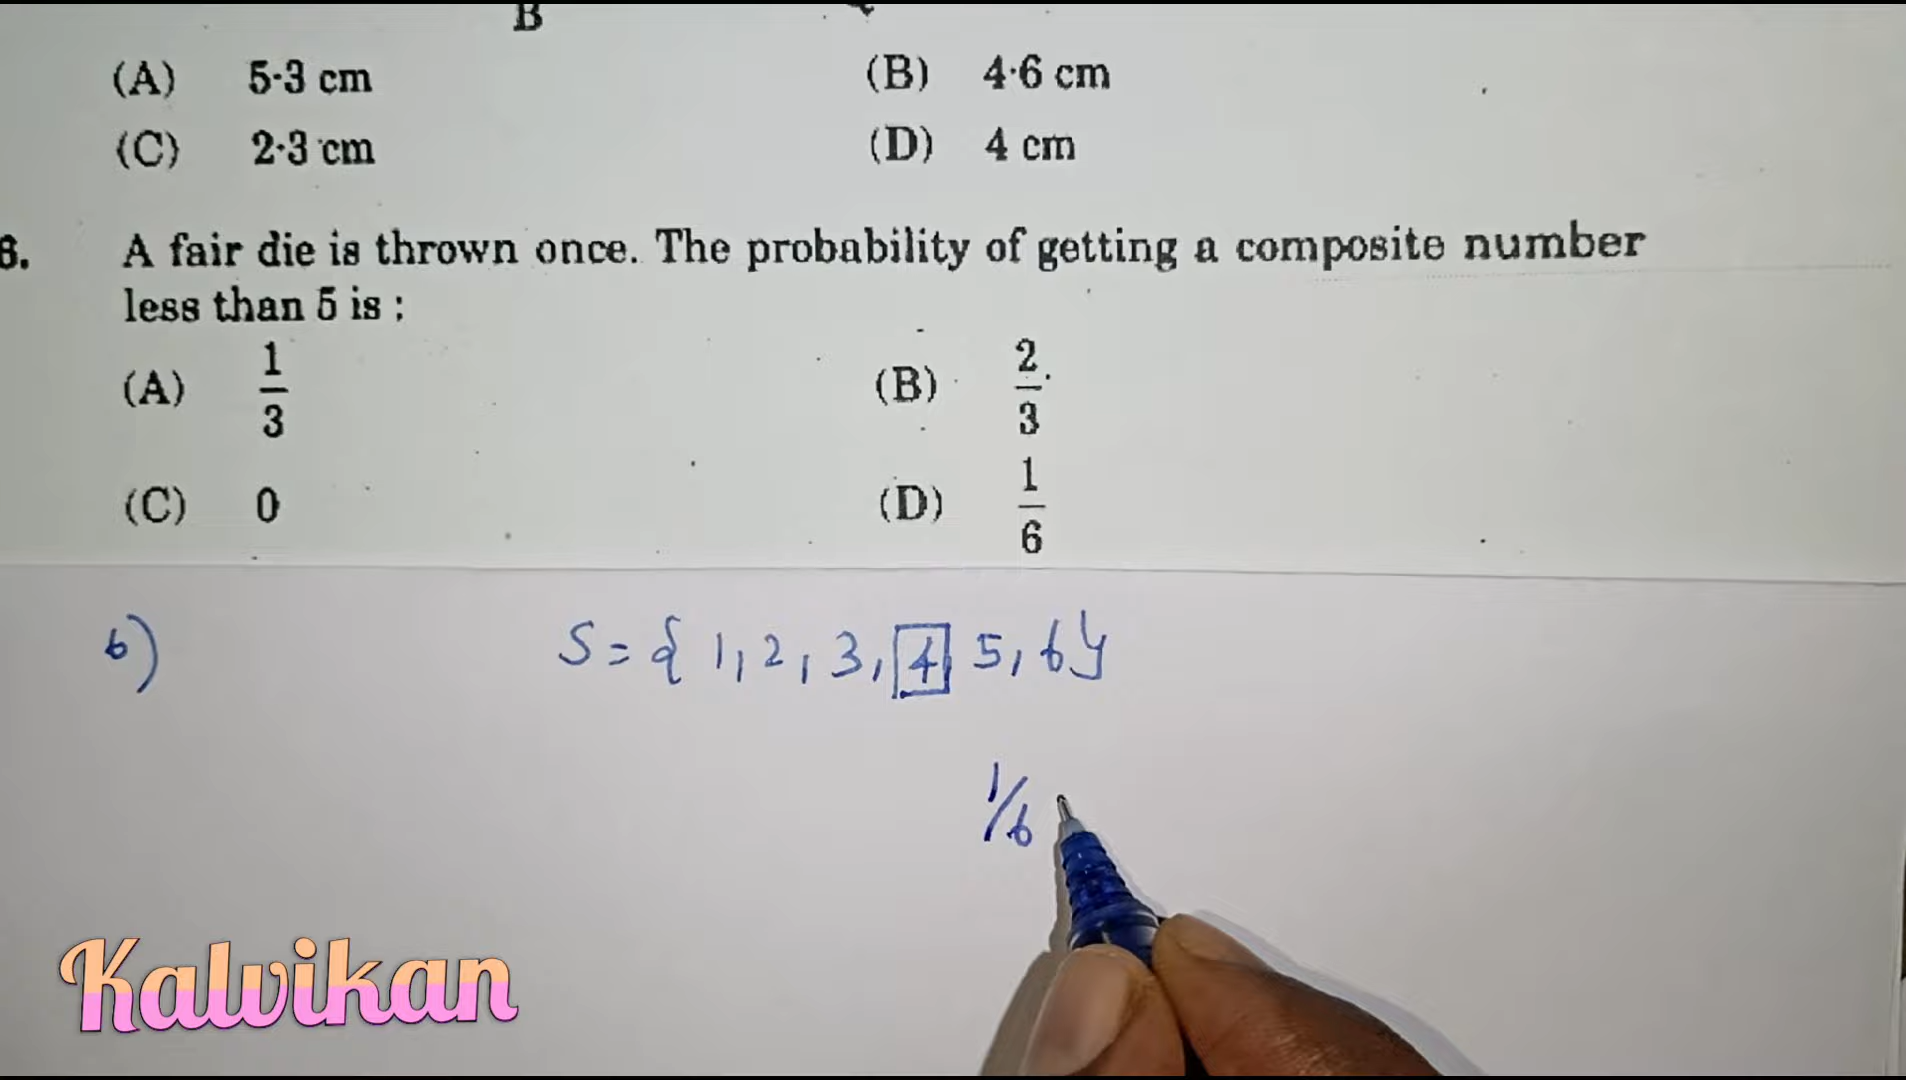 B
(A) 5·3 cm (B) 4·6 cm
(C) 2·3 cm (D) 4 cm
6. A fair die is thrown once. The probability of getting a composite number
less than 5 is :
(A) 1/3 (B) 2/3
(C) 0 (D) 1/6
6) S = { 1, 2, 3, 4, 5, 6 }
1/6
Kalvikan